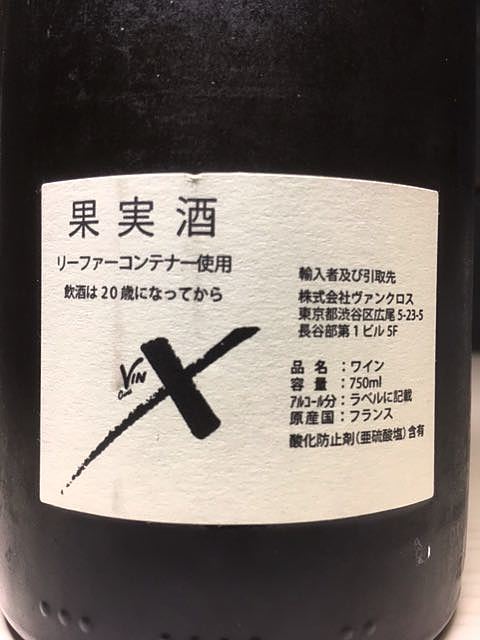 果実酒
リーファーコンテナー使用
飲酒は20歳になってから
VIN
輸入者及び引取先
株式会社ヴァンクロス
東京都渋谷区広尾5-23-5
長谷部第1ビル5F
品名:ワイン
容量:750ml
アルコール分:ラベルに記載
原産国:フランス
酸化防止剤(亜硫酸塩)含有